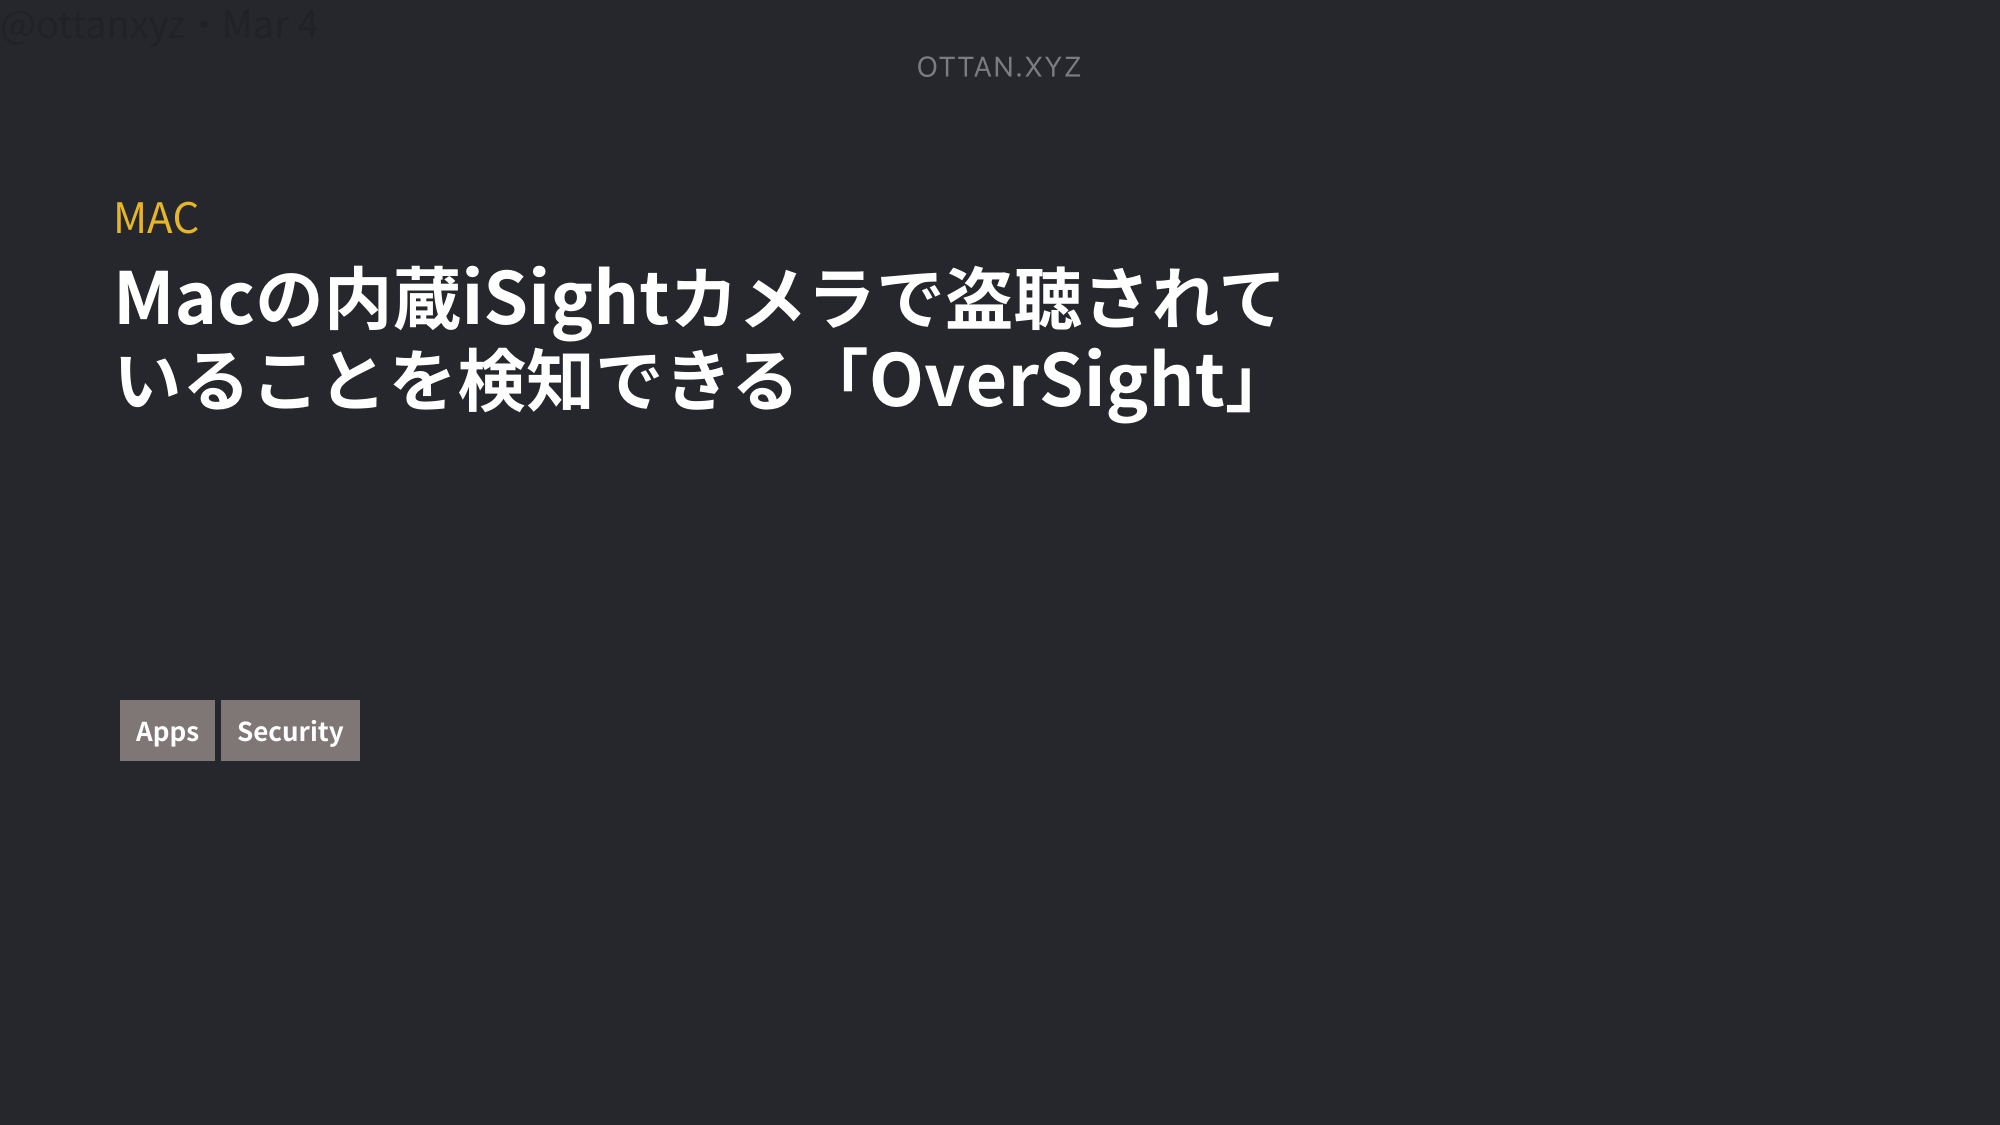 @ottanxyz・Mar 4
OTTAN.XYZ
MAC
Macの内蔵iSightカメラで盗聴されて
いることを検知できる「OverSight」
Apps Security